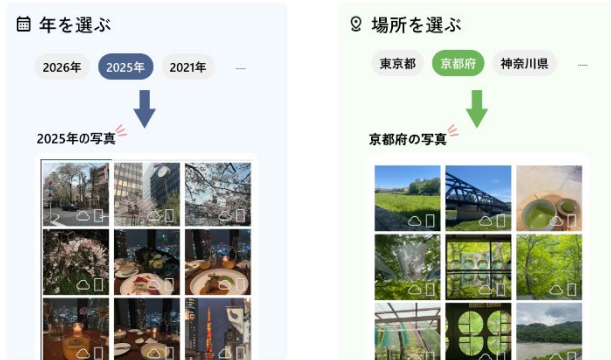 年を選ぶ
2026年 2025年 2021年 ...
2025年の写真
場所を選ぶ
東京都 京都府 神奈川県 ...
京都府の写真